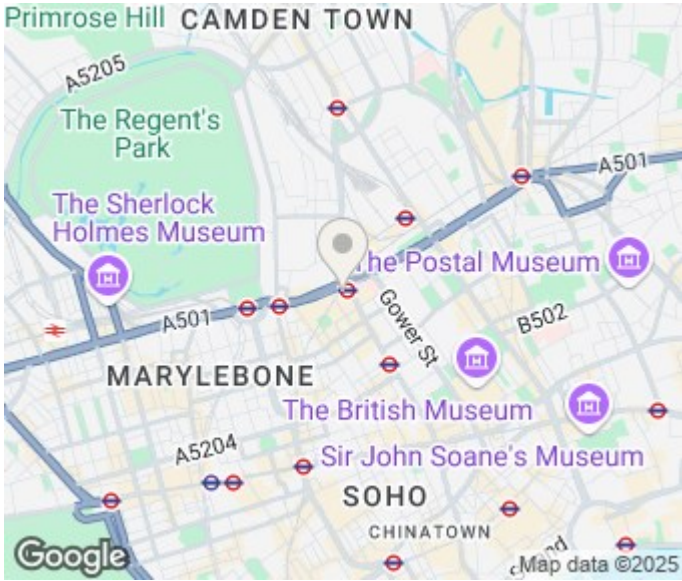 Primrose Hill
CAMDEN TOWN
A5205
The Regent's
Park
A501
The Sherlock
Holmes Museum
The Postal Museum
A501
Gower St
B502
MARYLEBONE
The British Museum
A5204
Sir John Soane's Museum
SOHO
CHINATOWN
Google
Map data ©2025